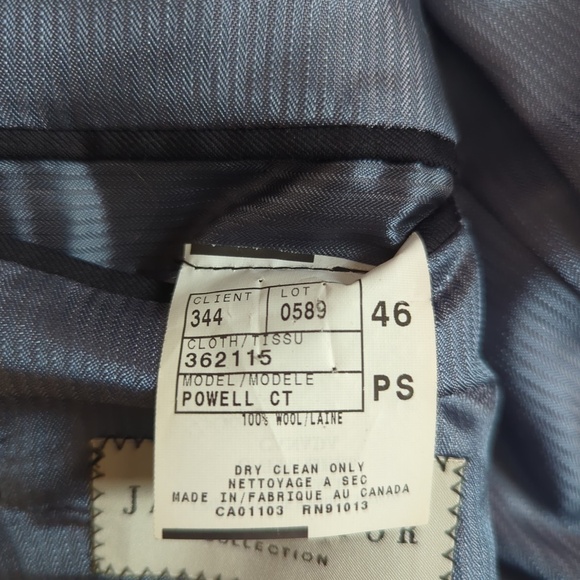 CLIENT LOT
344 0589 46
CLOTH/TISSU
362115
MODEL/MODELE PS
POWELL CT
100% WOOL/LAINE
DRY CLEAN ONLY
NETTOYAGE A SEC
MADE IN/FABRIQUE AU CANADA
CA01103 RN91013